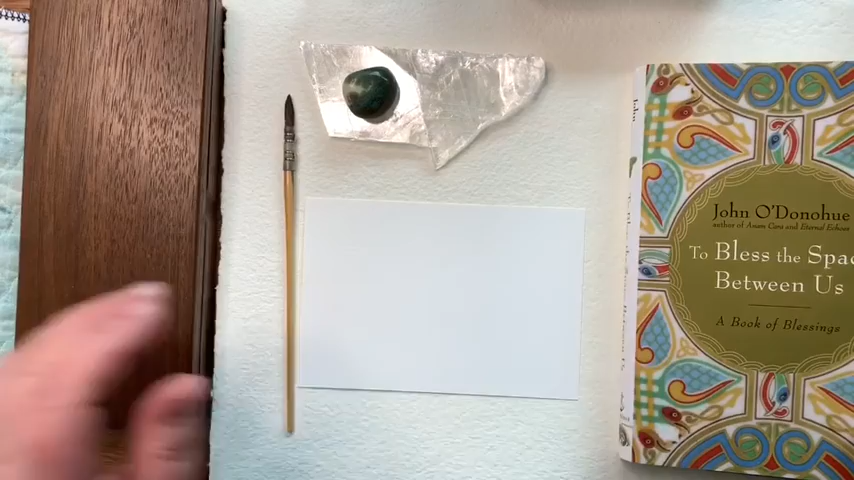 John O'Donohue
author of Anam Cara and Eternal Echoes
To Bless the Spac
Between Us
A Book of Blessings